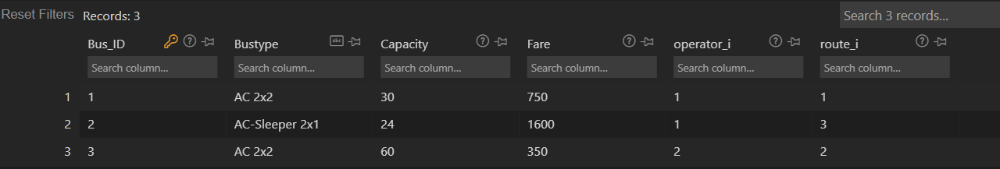 Reset Filters Records: 3 Search 3 records...
Bus_ID Bustype abc Capacity Fare operator_i route_i
Search column... Search column... Search column... Search column... Search column... Search column...
1 1 AC 2x2 30 750 1 1
2 2 AC-Sleeper 2x1 24 1600 1 3
3 3 AC 2x2 60 350 2 2